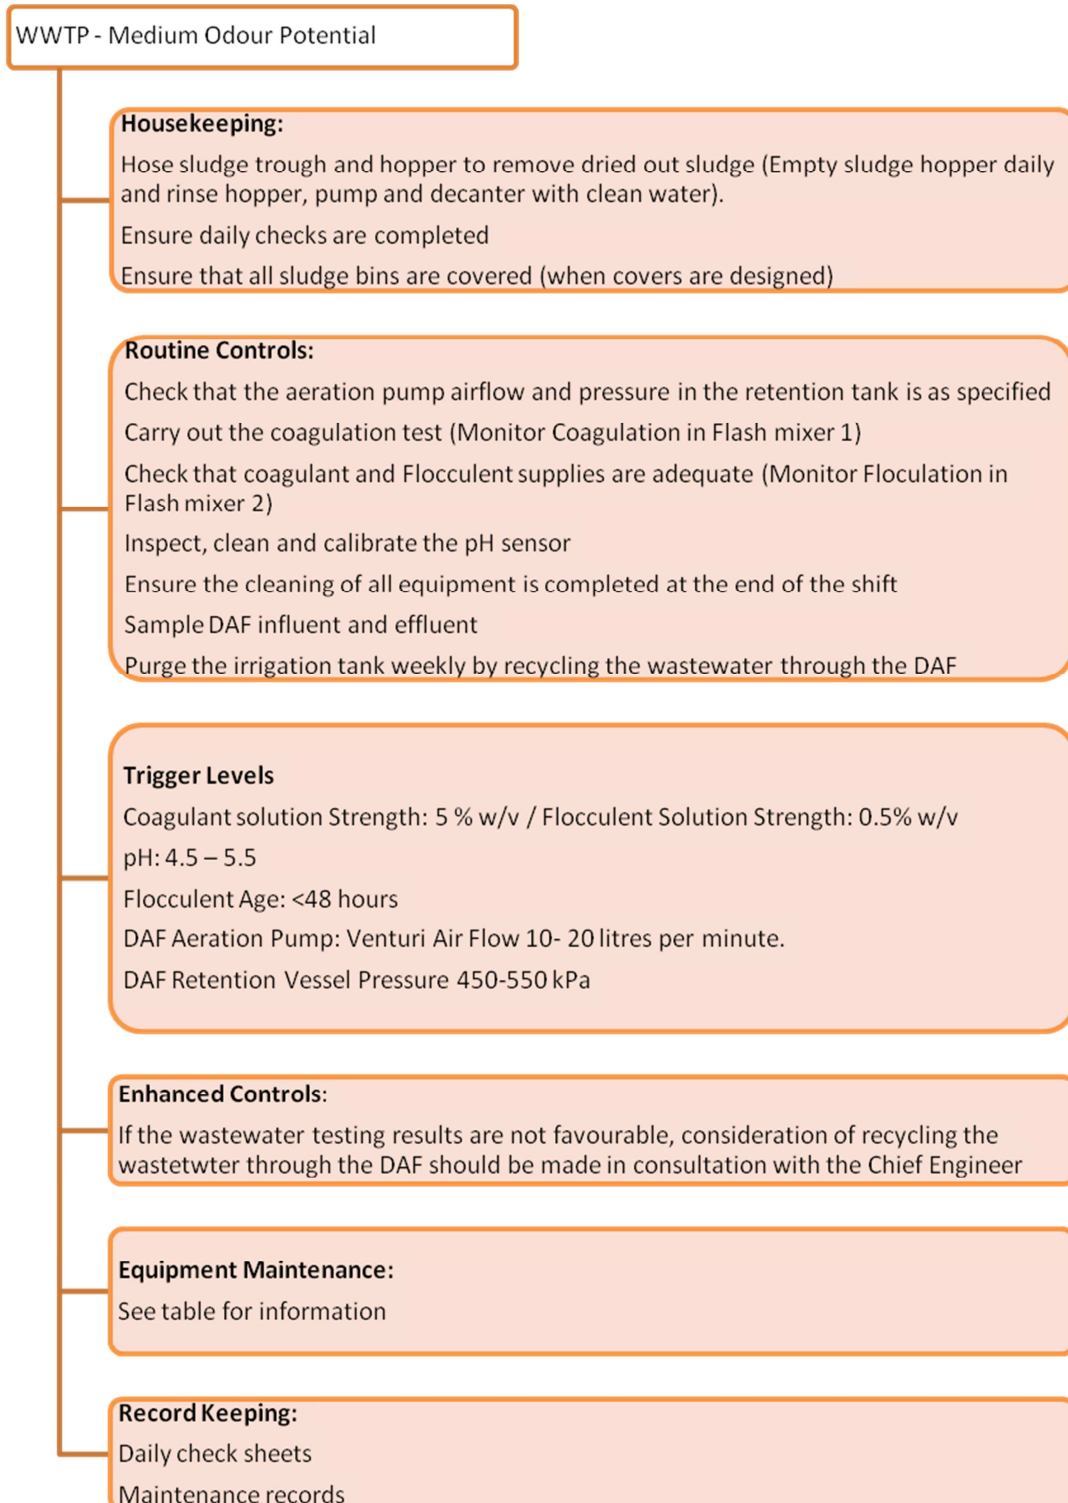 WWTP - Medium Odour Potential
Housekeeping:
Hose sludge trough and hopper to remove dried out sludge (Empty sludge hopper daily
and rinse hopper, pump and decanter with clean water).
Ensure daily checks are completed
Ensure that all sludge bins are covered (when covers are designed)
Routine Controls:
Check that the aeration pump airflow and pressure in the retention tank is as specified
Carry out the coagulation test (Monitor Coagulation in Flash mixer 1)
Check that coagulant and Flocculent supplies are adequate (Monitor Floculation in
Flash mixer 2)
Inspect, clean and calibrate the pH sensor
Ensure the cleaning of all equipment is completed at the end of the shift
Sample DAF influent and effluent
Purge the irrigation tank weekly by recycling the wastewater through the DAF
Trigger Levels
Coagulant solution Strength: 5 % w/v / Flocculent Solution Strength: 0.5% w/v
pH: 4.5 – 5.5
Flocculent Age: <48 hours
DAF Aeration Pump: Venturi Air Flow 10- 20 litres per minute.
DAF Retention Vessel Pressure 450-550 kPa
Enhanced Controls:
If the wastewater testing results are not favourable, consideration of recycling the
wastetwter through the DAF should be made in consultation with the Chief Engineer
Equipment Maintenance:
See table for information
Record Keeping:
Daily check sheets
Maintenance records